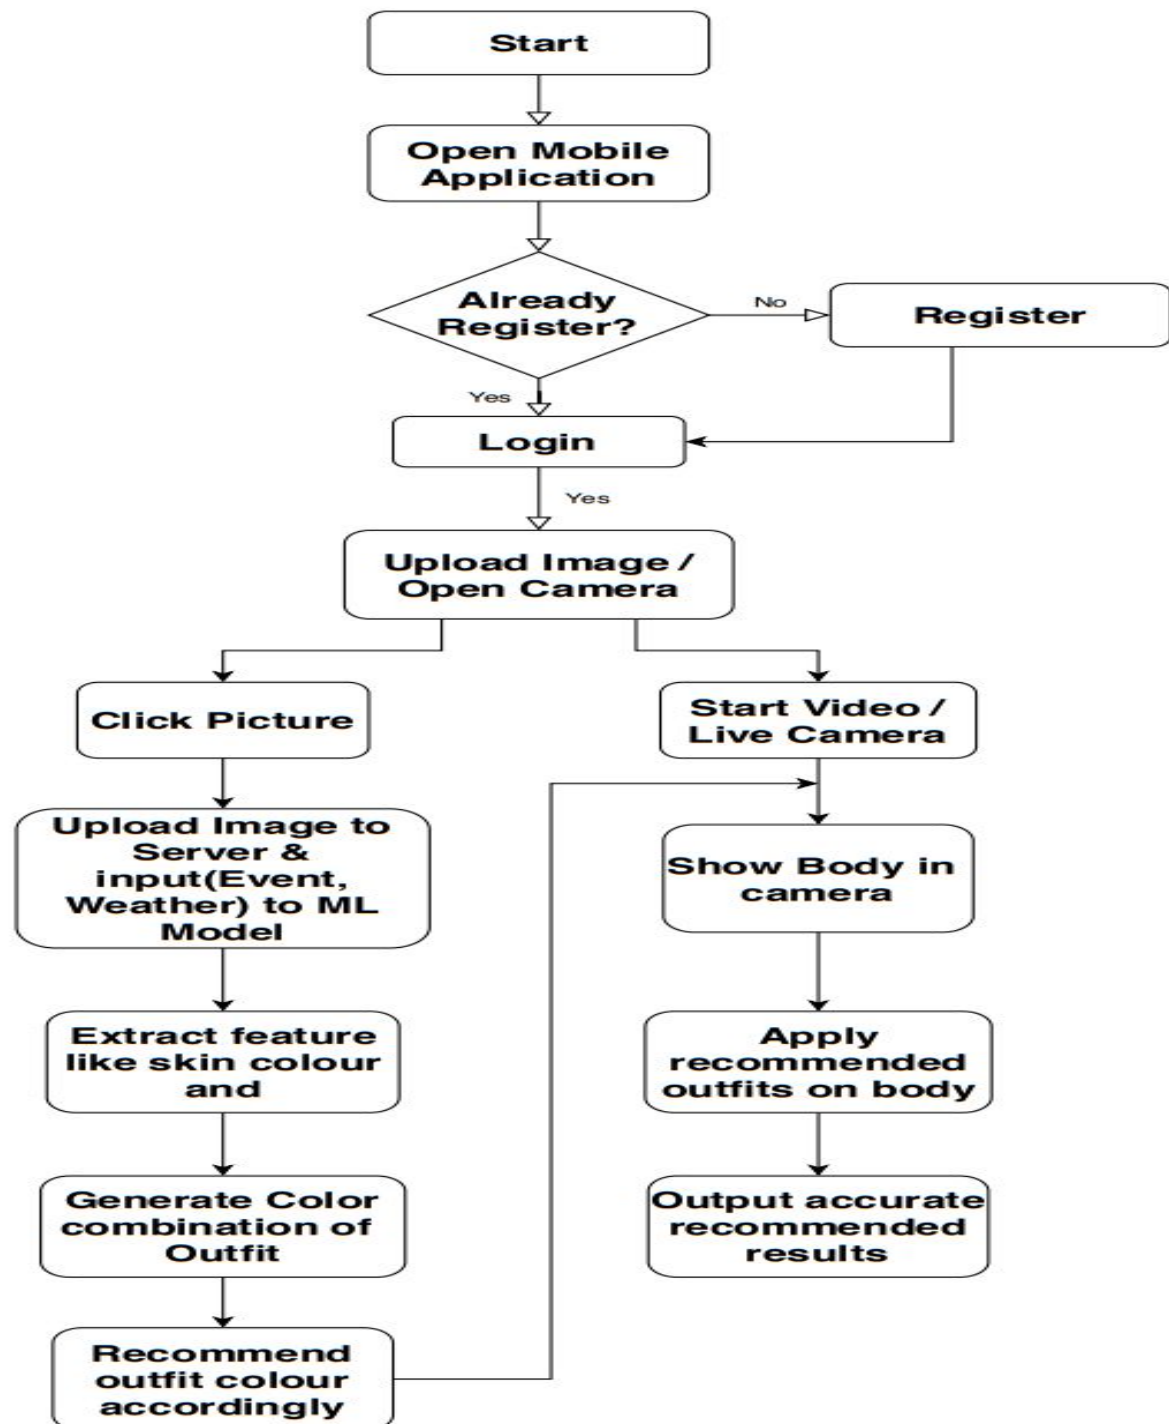 Start
Open Mobile
Application
Already
Register?
No
Register
Yes
Login
Yes
Upload Image /
Open Camera
Click Picture
Upload Image to
Server &
input(Event,
Weather) to ML
Model
Extract feature
like skin colour
and
Generate Color
combination of
Outfit
Recommend
outfit colour
accordingly
Start Video /
Live Camera
Show Body in
camera
Apply
recommended
outfits on body
Output accurate
recommended
results